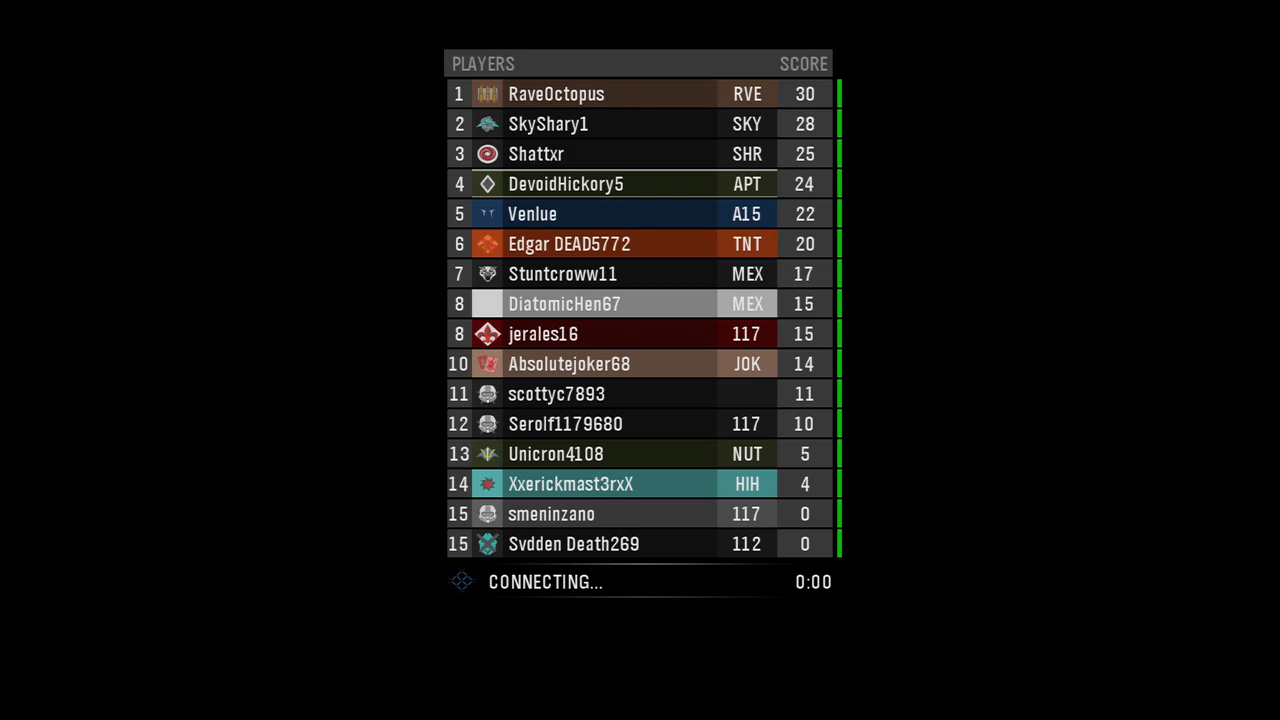 PLAYERS SCORE
1 RaveOctopus RVE 30
2 SkyShary1 SKY 28
3 Shattxr SHR 25
4 DevoidHickory5 APT 24
5 Venlue A15 22
6 Edgar DEAD5772 TNT 20
7 Stuntcroww11 MEX 17
8 DiatomicHen67 MEX 15
8 jerales16 117 15
10 Absolutejoker68 JOK 14
11 scottyc7893 11
12 Serolf1179680 117 10
13 Unicron4108 NUT 5
14 Xxerickmast3rxX HIH 4
15 smeninzano 117 0
15 Svdden Death269 112 0
CONNECTING... 0:00